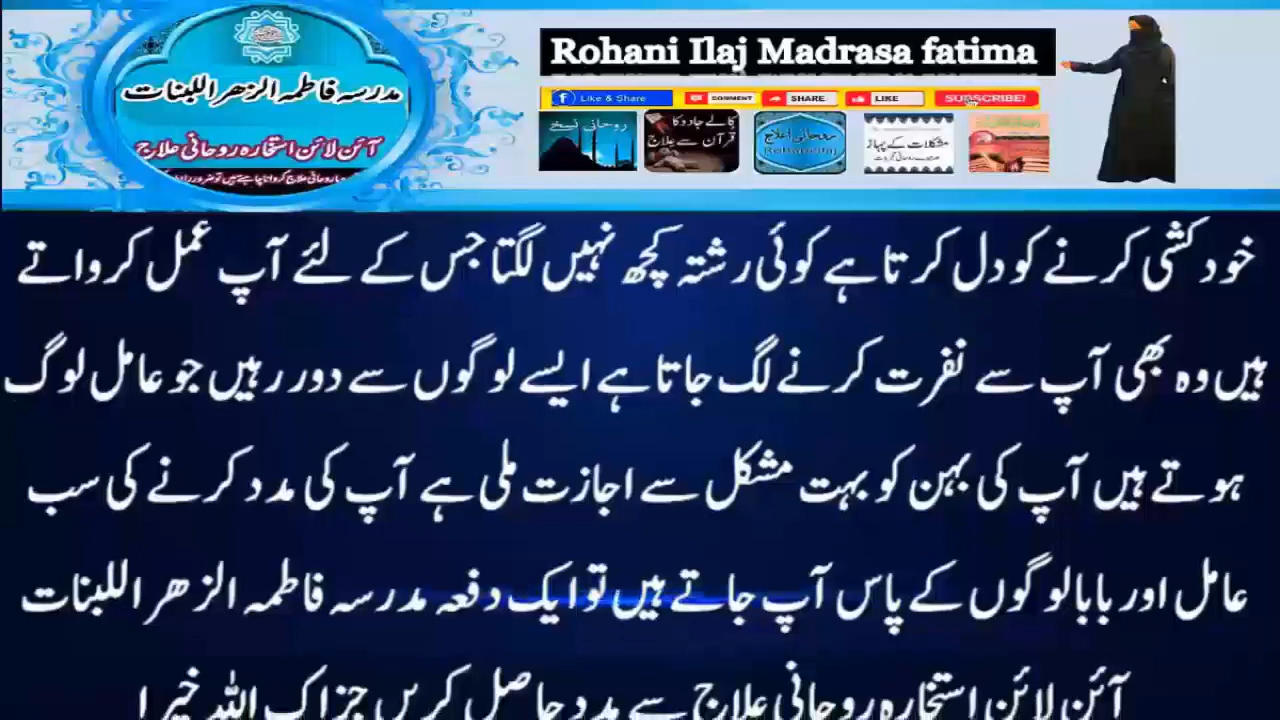 مدرسہ فاطمہ الزھرا للبنات
آئن لائن استخارہ روحانی علاج
Rohani Ilaj Madrasa fatima
Like & Share
COMMENT
SHARE
LIKE
SUBSCRIBE!
روحانی نسخے
کالے جادو کا
قرآن سے علاج
روحانی علاج
مشکلات کے پہاڑ
خودکشی کرنے کو دل کرتا ہے کوئی رشتہ کچھ نہیں لگتا جس کے لئے آپ عمل کرواتے
ہیں وہ بھی آپ سے نفرت کرنے لگ جاتا ہے ایسے لوگوں سے دور رہیں جو عامل لوگ
ہوتے ہیں آپ کی بہن کو بہت مشکل سے اجازت ملی ہے آپ کی مدد کرنے کی سب
عامل اور بابا لوگوں کے پاس آپ جاتے ہیں تو ایک دفعہ مدرسہ فاطمہ الزھرا للبنات
آئن لائن استخارہ روحانی علاج سے مدد حاصل کریں جزاک اللہ خیرا